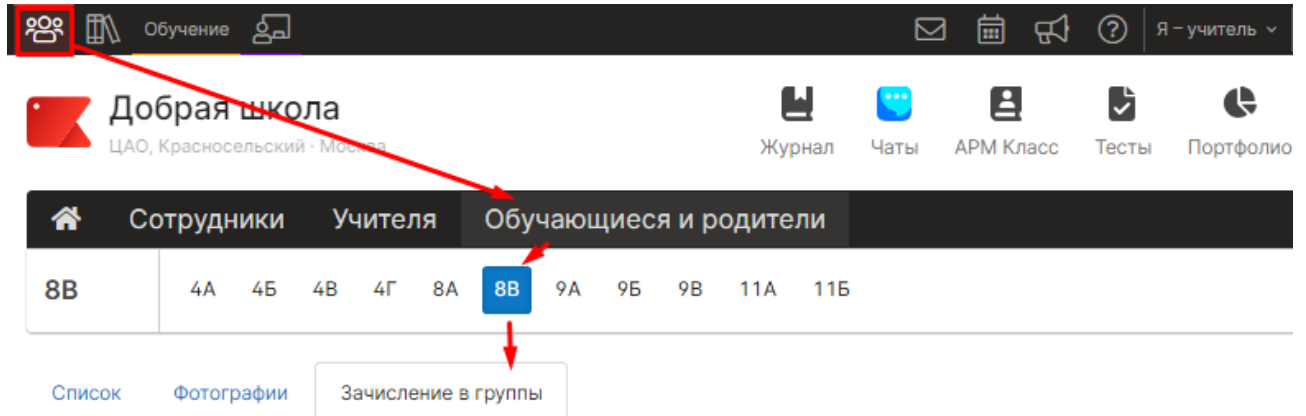 Обучение Я – учитель
Добрая школа
ЦАО, Красносельский · Москва
Журнал Чаты АРМ Класс Тесты Портфолио
Сотрудники Учителя Обучающиеся и родители
8В 4А 4Б 4В 4Г 8А 8В 9А 9Б 9В 11А 11Б
Список Фотографии Зачисление в группы